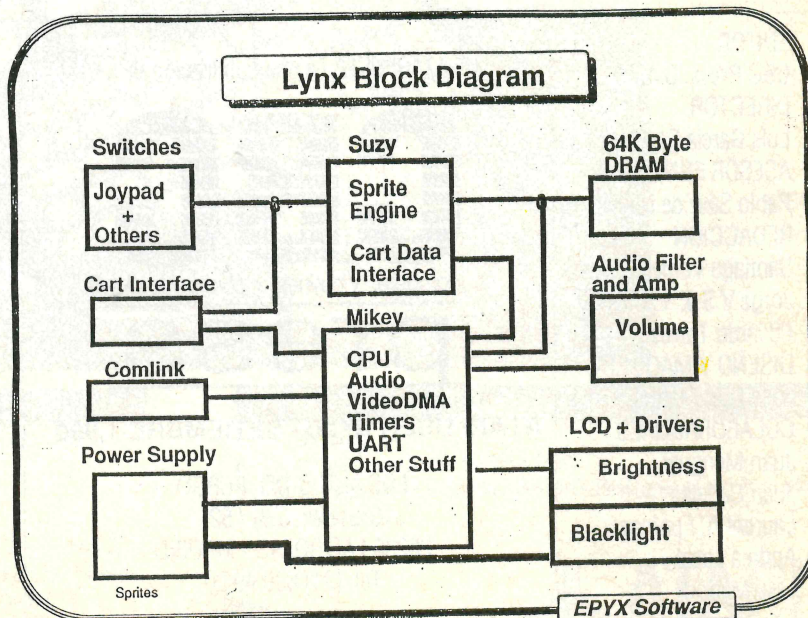 Lynx Block Diagram
Switches
Joypad
+
Others
Suzy
Sprite
Engine
Cart Data
Interface
64K Byte
DRAM
Cart Interface
Audio Filter
and Amp
Volume
Mikey
CPU
Audio
VideoDMA
Timers
UART
Other Stuff
Comlink
Power Supply
LCD + Drivers
Brightness
Blacklight
Sprites
EPYX Software